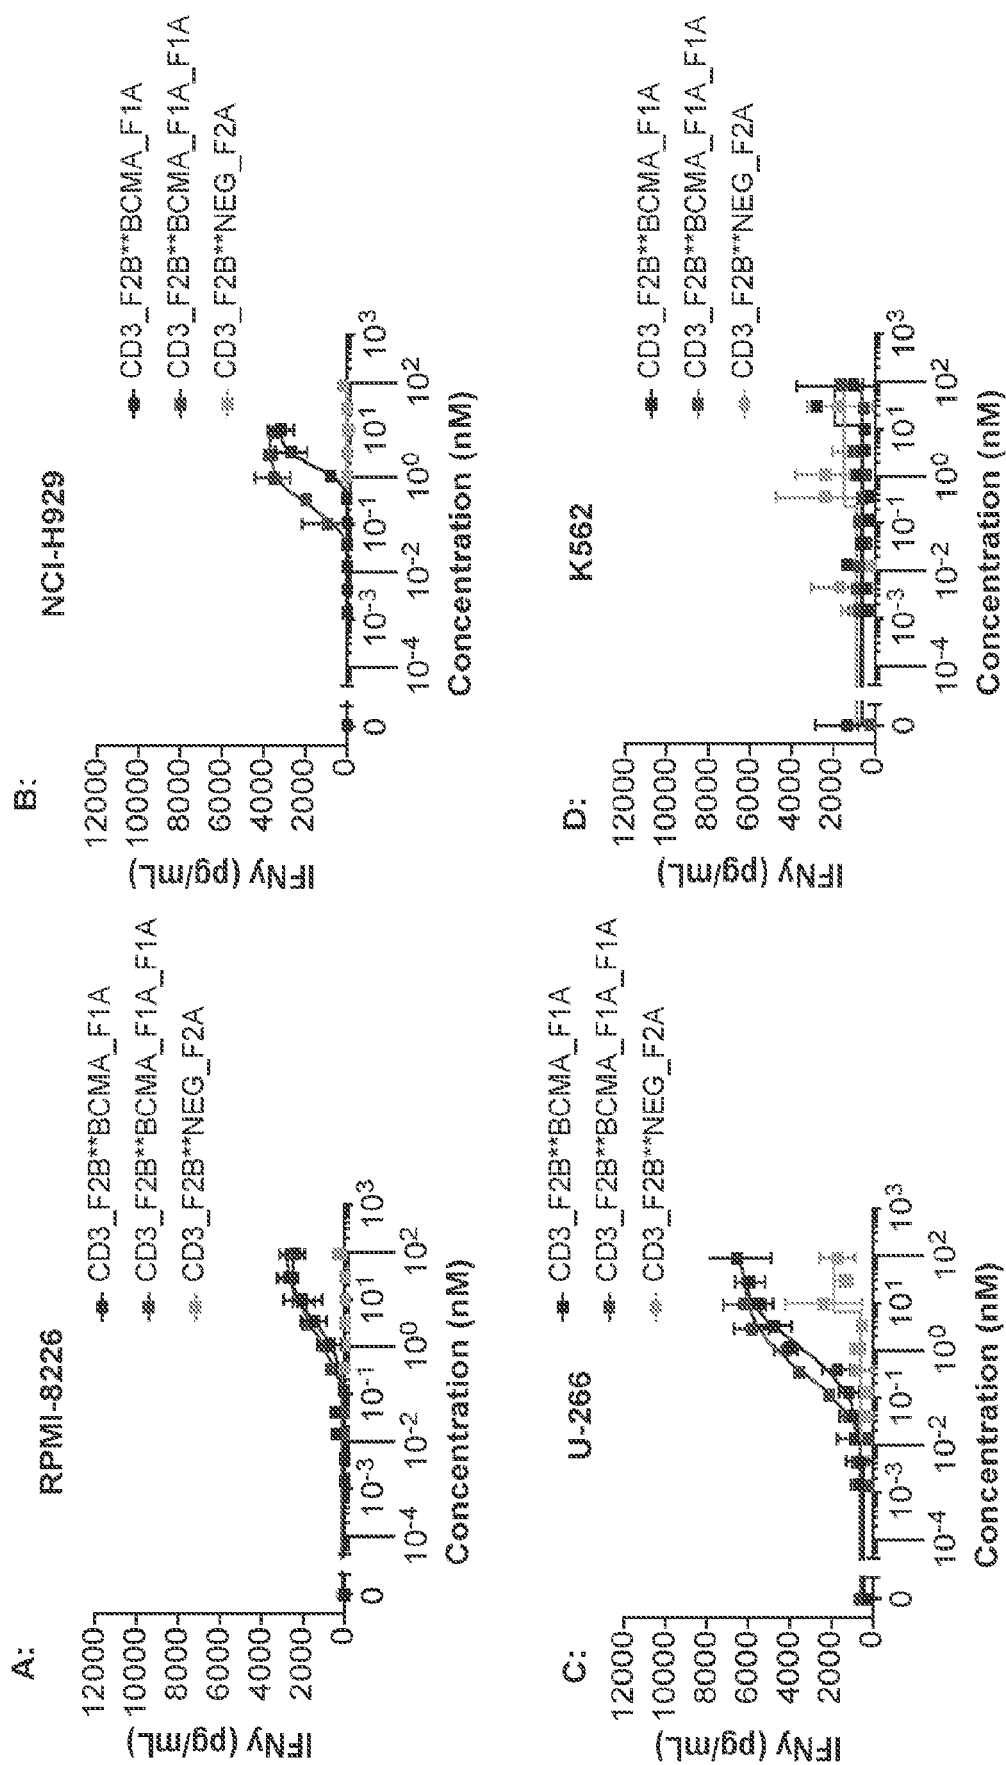 A:
RPMI-8226
CD3_F2B**BCMA_F1A
CD3_F2B**BCMA_F1A_F1A
CD3_F2B**NEG_F2A
IFNy (pg/mL)
12000
10000
8000
6000
4000
2000
0
0
10-4
10-3
10-2
10-1
100
101
102
103
Concentration (nM)
B:
NCI-H929
CD3_F2B**BCMA_F1A
CD3_F2B**BCMA_F1A_F1A
CD3_F2B**NEG_F2A
IFNy (pg/mL)
12000
10000
8000
6000
4000
2000
0
0
10-4
10-3
10-2
10-1
100
101
102
103
Concentration (nM)
C:
U-266
CD3_F2B**BCMA_F1A
CD3_F2B**BCMA_F1A_F1A
CD3_F2B**NEG_F2A
IFNy (pg/mL)
12000
10000
8000
6000
4000
2000
0
0
10-4
10-3
10-2
10-1
100
101
102
103
Concentration (nM)
D:
K562
CD3_F2B**BCMA_F1A
CD3_F2B**BCMA_F1A_F1A
CD3_F2B**NEG_F2A
IFNy (pg/mL)
12000
10000
8000
6000
4000
2000
0
0
10-4
10-3
10-2
10-1
100
101
102
103
Concentration (nM)